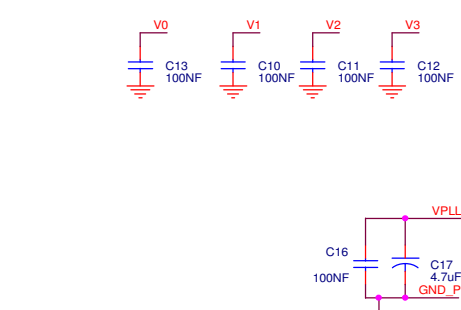 V0 V1 V2 V3
C13 C10 C11 C12
100NF 100NF 100NF 100NF
VPLL
C16
C17
100NF 4.7uF
GND_P